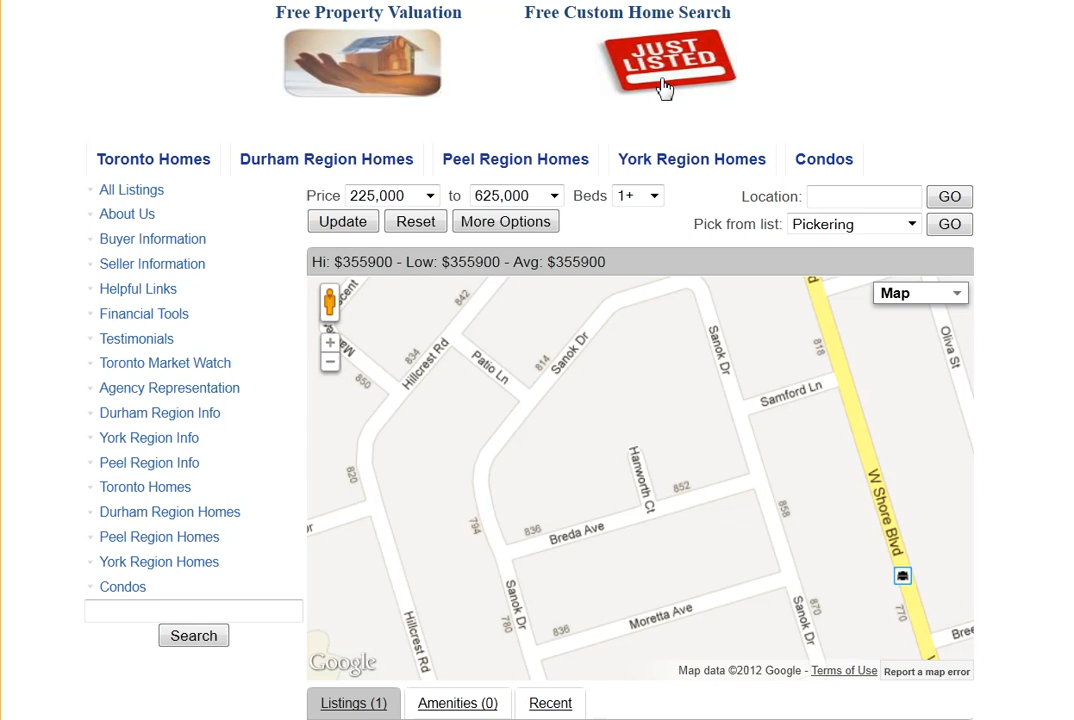 Free Property Valuation
Free Custom Home Search
JUST
LISTED
Toronto Homes
Durham Region Homes
Peel Region Homes
York Region Homes
Condos
All Listings
About Us
Buyer Information
Seller Information
Helpful Links
Financial Tools
Testimonials
Toronto Market Watch
Agency Representation
Durham Region Info
York Region Info
Peel Region Info
Toronto Homes
Durham Region Homes
Peel Region Homes
York Region Homes
Condos
Search
Price 225,000 to 625,000 Beds 1+
Location: GO
Update Reset More Options
Pick from list: Pickering GO
Hi: $355900 - Low: $355900 - Avg: $355900
Map
+
−
842
834
Hillcrest Rd
850
Patio Ln
814
Sanok Dr
Sanok Dr
818
Oliva St
Samford Ln
820
Hanworth Ct
852
W Shore Blvd
858
794
836
Breda Ave
Sanok Dr
780
Moretta Ave
836
Sanok Dr
870
770
Hillcrest Rd
Bree
Google
Map data ©2012 Google - Terms of Use
Report a map error
Listings (1)
Amenities (0)
Recent